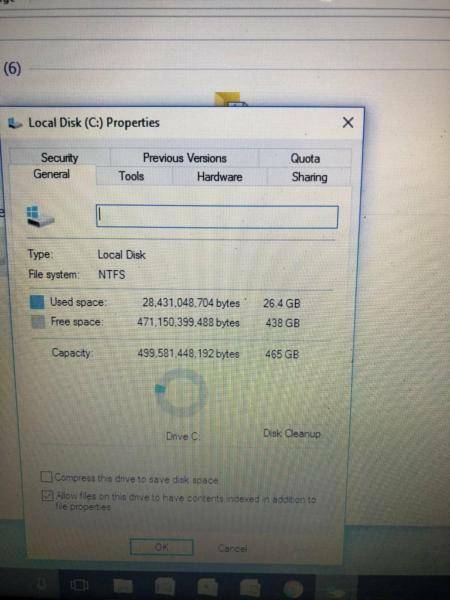 (6)
Local Disk (C:) Properties
Security Previous Versions Quota
General Tools Hardware Sharing
Type: Local Disk
File system: NTFS
Used space: 28,431,048,704 bytes 26.4 GB
Free space: 471,150,399,488 bytes 438 GB
Capacity: 499,581,448,192 bytes 465 GB
Drive C: Disk Cleanup
Compress this drive to save disk space
Allow files on this drive to have contents indexed in addition to
file properties
OK Cancel